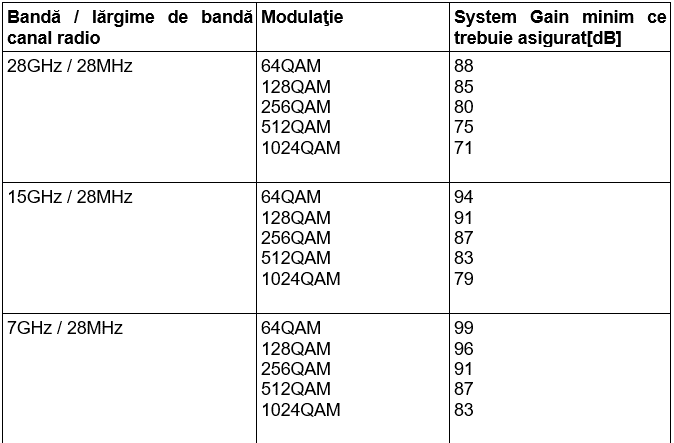 Bandă / lărgime de bandă canal radio
Modulaţie
System Gain minim ce trebuie asigurat[dB]
28GHz / 28MHz
64QAM 88
128QAM 85
256QAM 80
512QAM 75
1024QAM 71
15GHz / 28MHz
64QAM 94
128QAM 91
256QAM 87
512QAM 83
1024QAM 79
7GHz / 28MHz
64QAM 99
128QAM 96
256QAM 91
512QAM 87
1024QAM 83